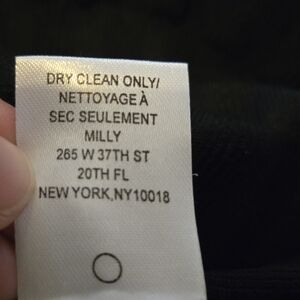 DRY CLEAN ONLY/
NETTOYAGE À
SEC SEULEMENT
MILLY
265 W 37TH ST
20TH FL
NEW YORK,NY10018